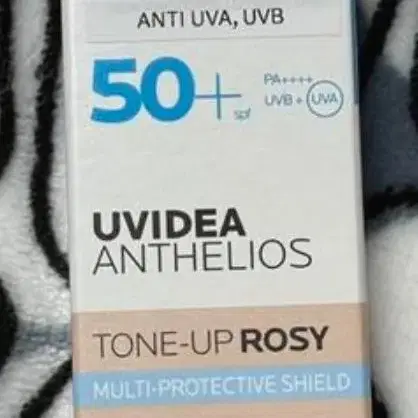 ANTI UVA, UVB
50+ spf
PA++++
UVB + UVA
UVIDEA
ANTHELIOS
TONE-UP ROSY
MULTI-PROTECTIVE SHIELD